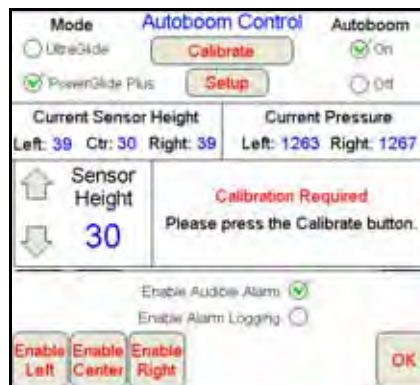 Mode Autoboom Control Autoboom
UltraGlide Calibrate On
PowerGlide Plus Setup Off
Current Sensor Height Current Pressure
Left: 39 Ctr: 30 Right: 39 Left: 1263 Right: 1267
Sensor Height
30
Calibration Required
Please press the Calibrate button.
Enable Audible Alarm
Enable Alarm Logging
Enable Left Enable Center Enable Right OK